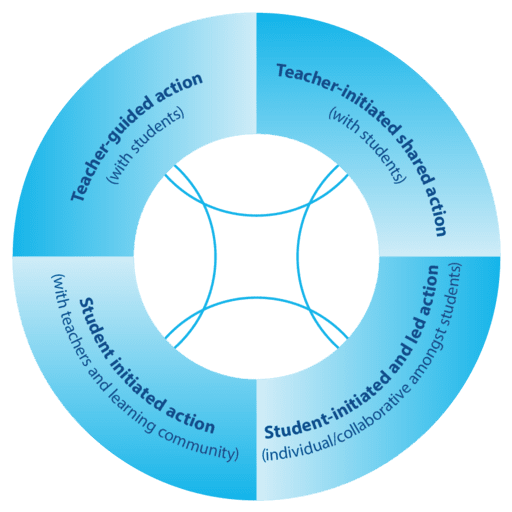 Teacher-guided action
(with students)
Teacher-initiated shared action
(with students)
Student-initiated and led action
(individual/collaborative amongst students)
Student initiated action
(with teachers and learning community)